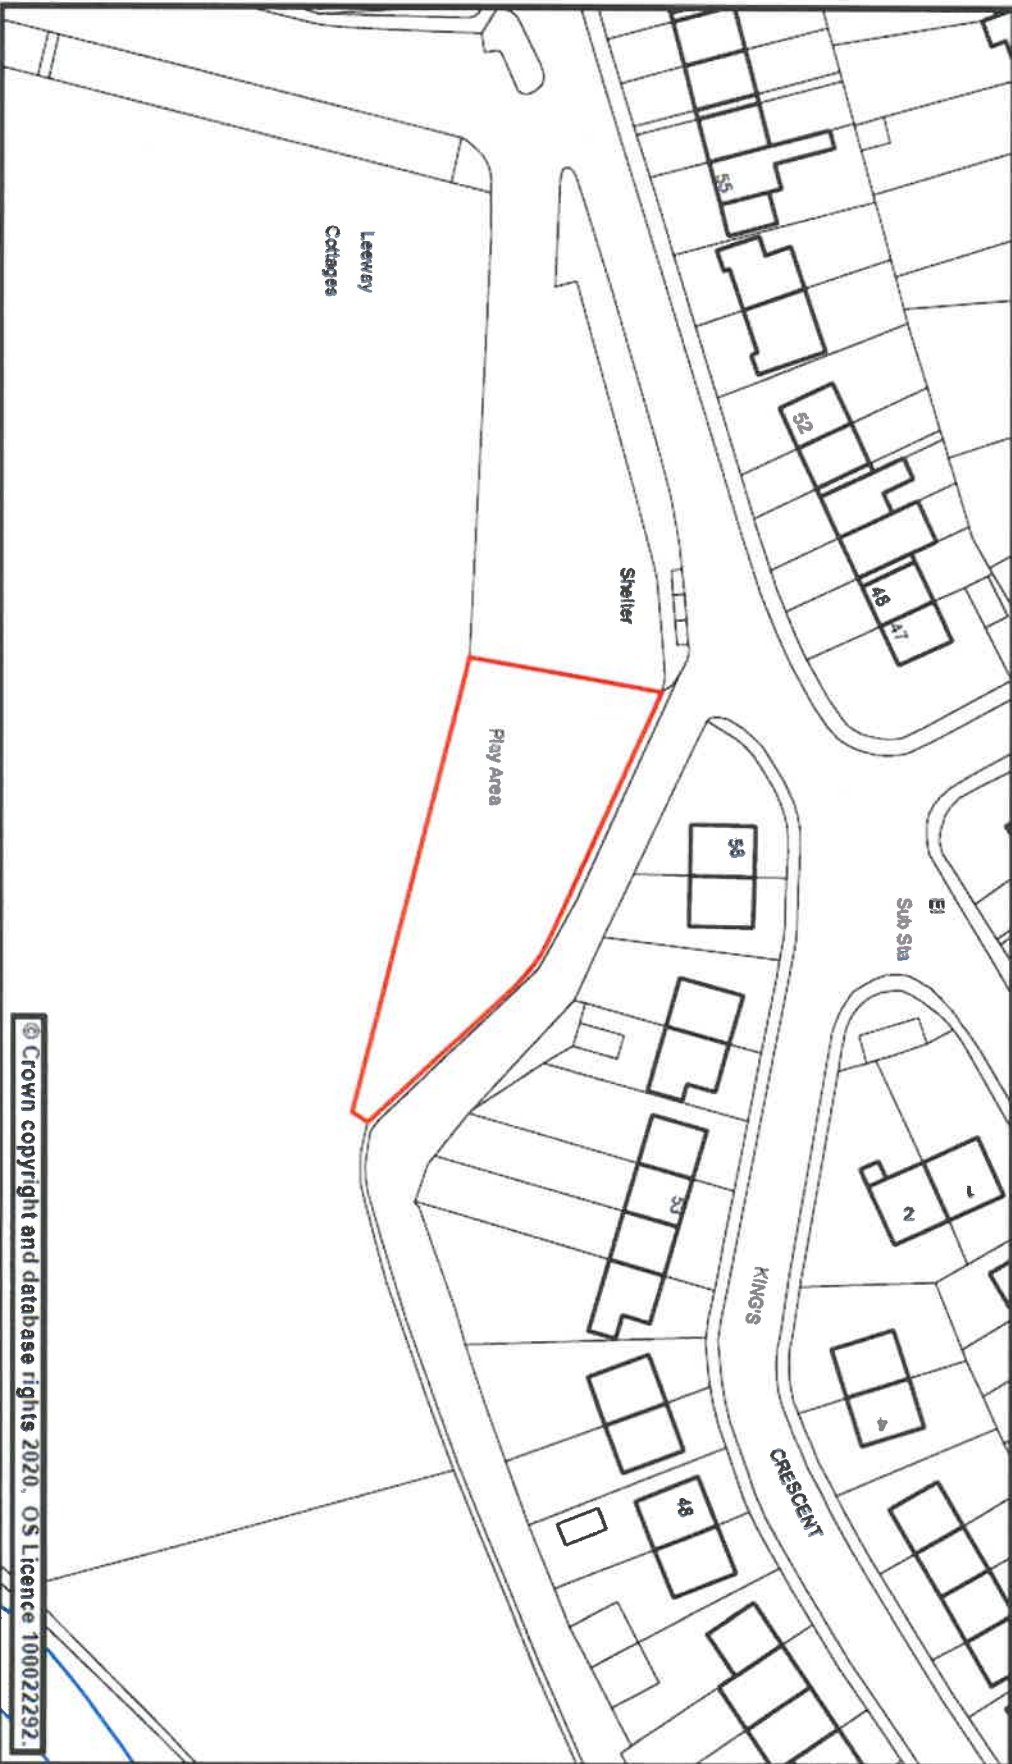 55
52
48
47
Leeway
Cottages
Shelter
Play Area
El
Sub Sta
58
1
2
53
KING'S
4
CRESCENT
48
© Crown copyright and database rights 2020. OS Licence 100022292.